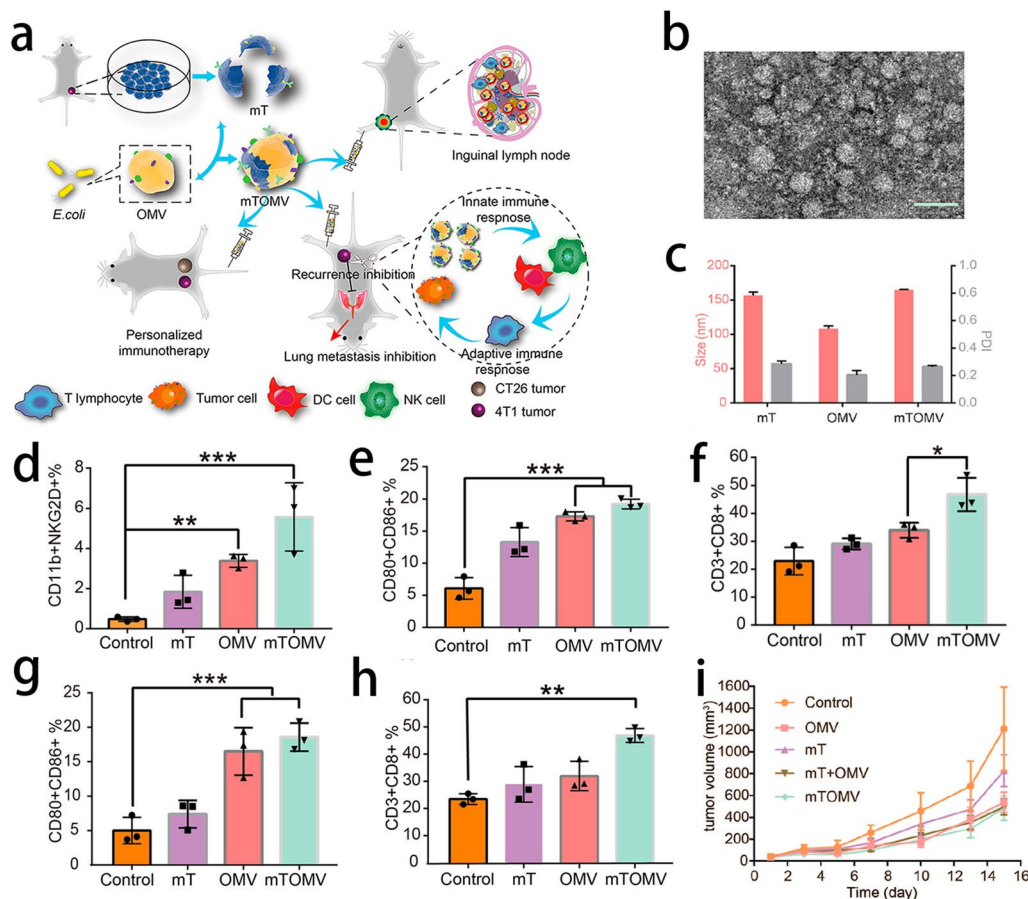 a
mT
Inguinal lymph node
E.coli
OMV
mTOMV
Innate immune
respnose
Recurrence inhibition
Personalized
immunotherapy
Lung metastasis inhibition
Adaptive immune
respnose
CT26 tumor
4T1 tumor
T lymphocyte
Tumor cell
DC cell
NK cell
b
c
Size (nm)
200
150
100
50
0
1.0
0.8
0.6
0.4
0.2
0.0
PDI
mT
OMV
mTOMV
d
CD11b+NKG2D+%
8
6
4
2
0
**
***
Control
mT
OMV
mTOMV
e
CD80+CD86+ %
25
20
15
10
5
0
***
Control
mT
OMV
mTOMV
f
CD3+CD8+ %
60
50
40
30
20
10
0
*
Control
mT
OMV
mTOMV
g
CD80+CD86+ %
25
20
15
10
5
0
***
Control
mT
OMV
mTOMV
h
CD3+CD8+ %
60
40
20
0
**
Control
mT
OMV
mTOMV
i
tumor volume (mm³)
1600
1400
1200
1000
800
600
400
200
0
Control
OMV
mT
mT+OMV
mTOMV
0 2 4 6 8 10 12 14 16
Time (day)